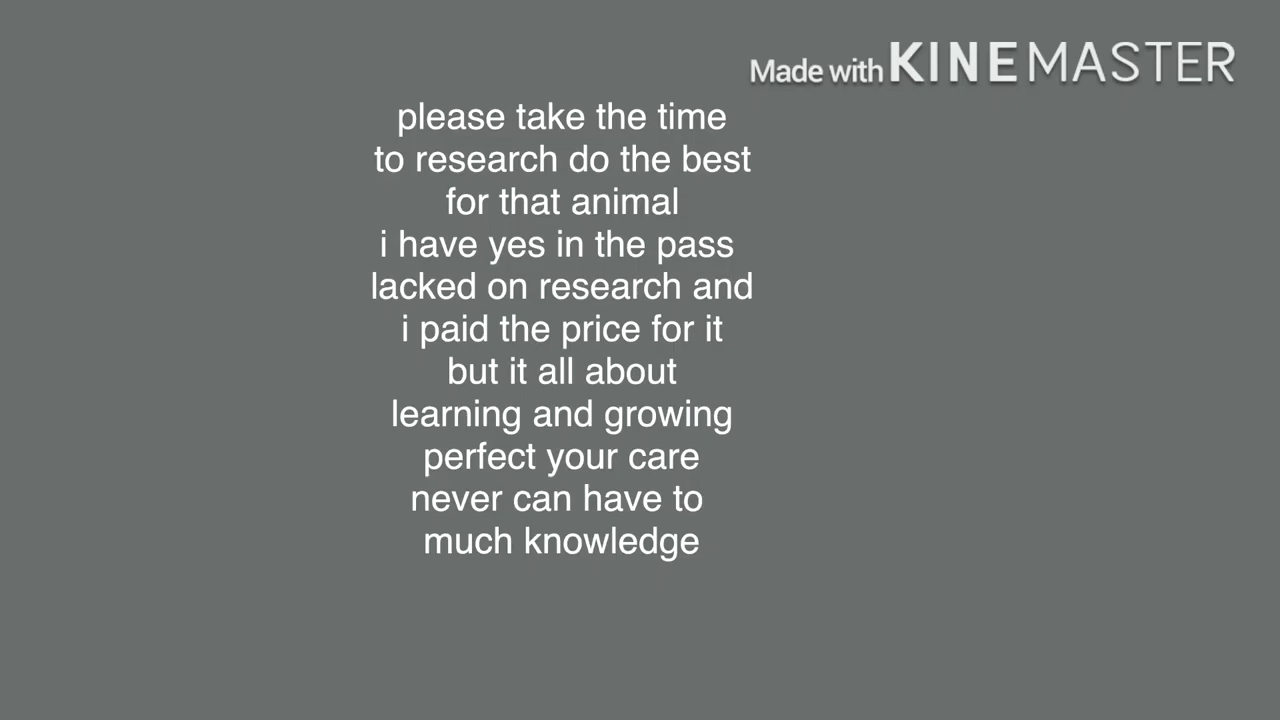 Made with KINEMASTER
please take the time
to research do the best
for that animal
i have yes in the pass
lacked on research and
i paid the price for it
but it all about
learning and growing
perfect your care
never can have to
much knowledge